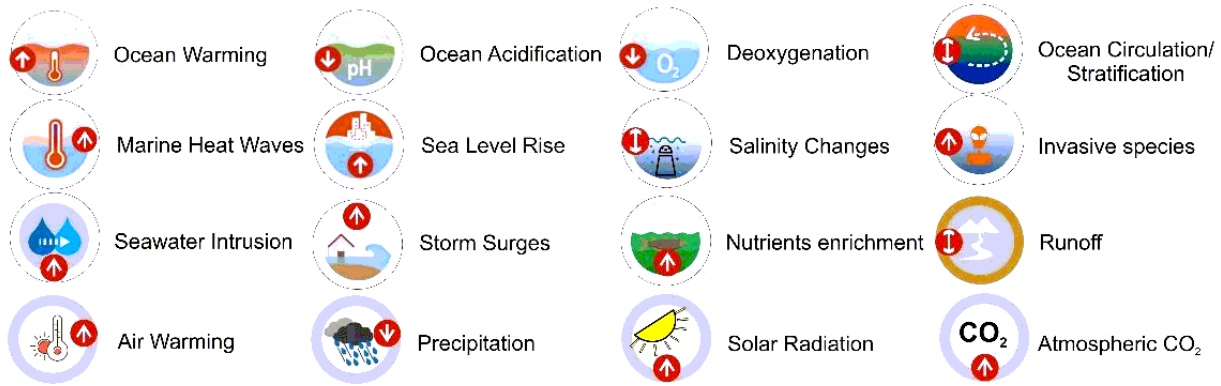 Ocean Warming
pH
Ocean Acidification
O₂
Deoxygenation
Ocean Circulation/
Stratification
Marine Heat Waves
Sea Level Rise
Salinity Changes
Invasive species
Seawater Intrusion
Storm Surges
Nutrients enrichment
Runoff
Air Warming
Precipitation
Solar Radiation
CO₂
Atmospheric CO₂